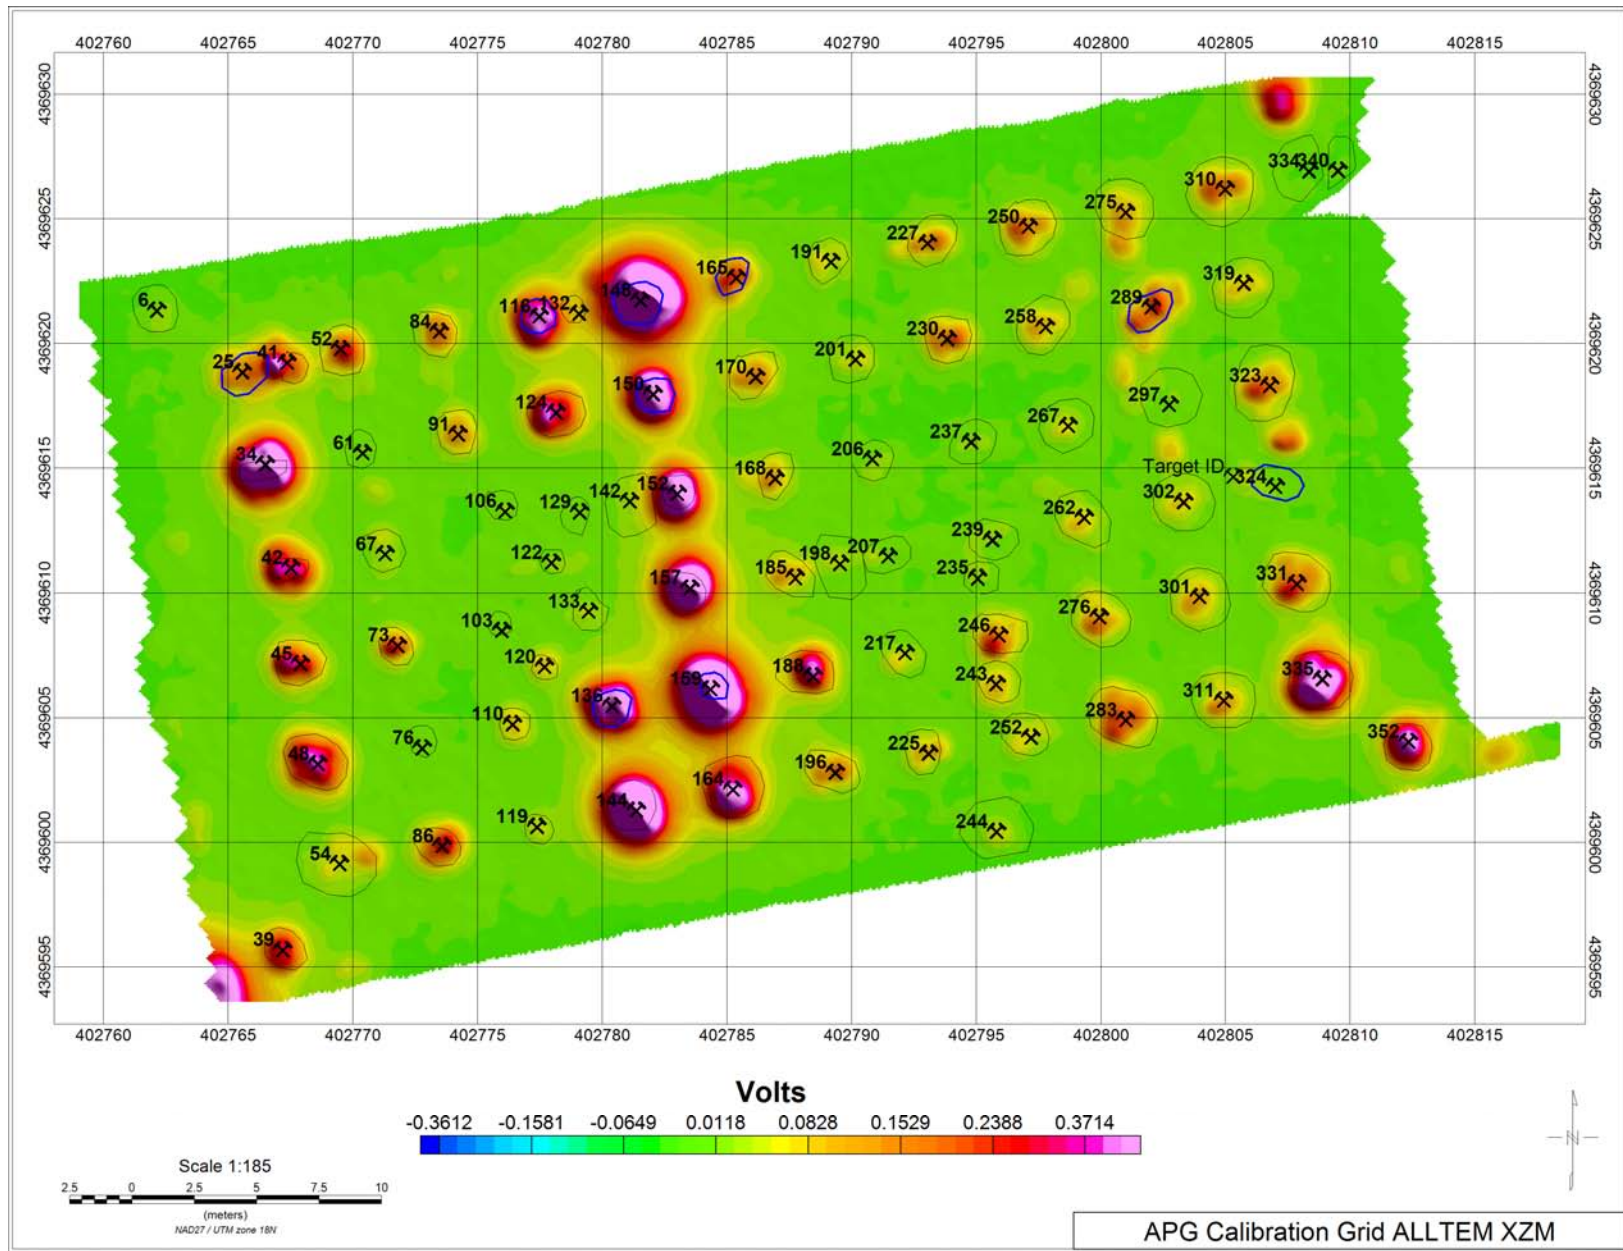 402760 402765 402770 402775 402780 402785 402790 402795 402800 402805 402810 402815
4369630 4369630
334 340
310
4369625 275 4369625
250
227
191
165 319
6 148 289
116 132
84 258
4369620 52 230 4369620
41 201
25 170 323
150
124 297
91 267
237
4369615 34 61 206 4369615
168 Target ID 324
152
142 302
106 129 262
239
67 122 207
42 198
185 235 331
4369610 301 4369610
133 276
103 246
73 217
45 120 188 335
159 243
136 311
4369605 110 283 4369605
76 252 352
48 225
196
164
144
119 244
4369600 86 4369600
54
39
4369595 4369595
402760 402765 402770 402775 402780 402785 402790 402795 402800 402805 402810 402815
Volts
-0.3612 -0.1581 -0.0649 0.0118 0.0828 0.1529 0.2388 0.3714
Scale 1:185
2.5 0 2.5 5 7.5 10
(meters)
NAD27 / UTM zone 18N
N
APG Calibration Grid ALLTEM XZM